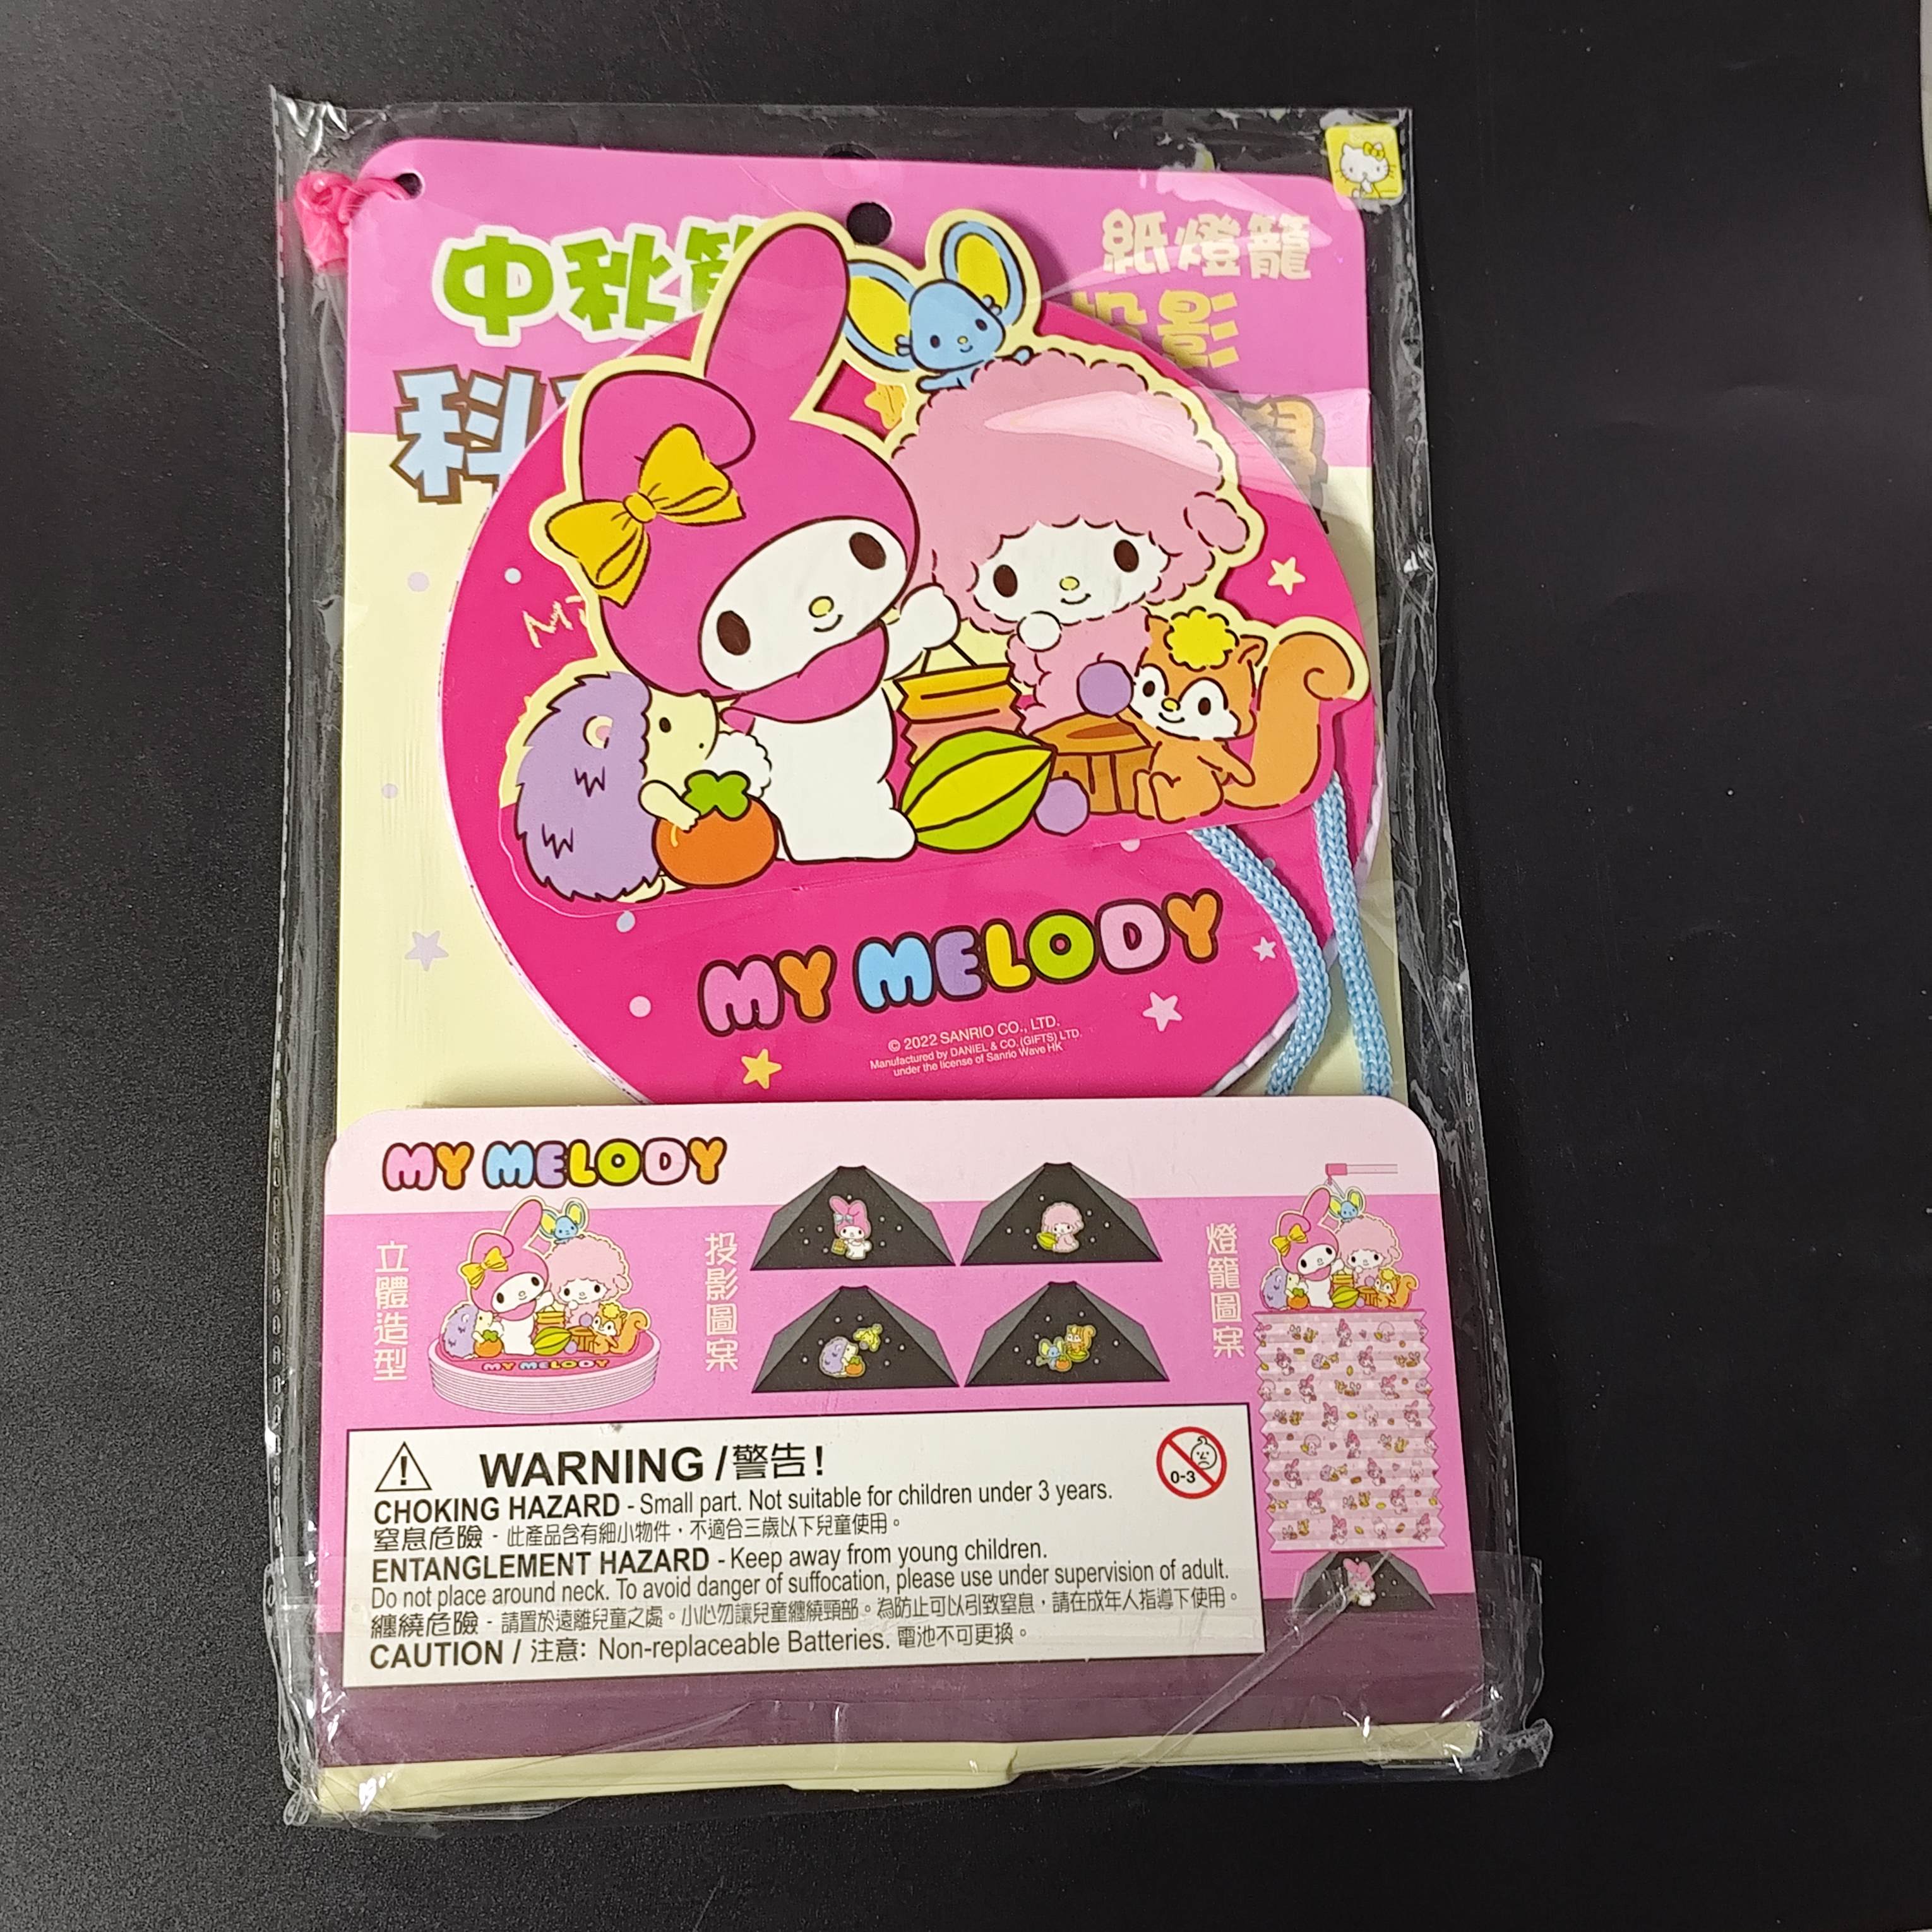 中秋節
紙燈籠
投影
科
MY MELODY
© 2022 SANRIO CO., LTD.
Manufactured by DANIEL & CO. (GIFTS) LTD.
under the license of Sanrio Wave HK
MY MELODY
立體造型
MY MELODY
投影圖案
燈籠圖案
WARNING /警告!
0-3
CHOKING HAZARD - Small part. Not suitable for children under 3 years.
窒息危險 - 此產品含有細小物件，不適合三歲以下兒童使用。
ENTANGLEMENT HAZARD - Keep away from young children.
Do not place around neck. To avoid danger of suffocation, please use under supervision of adult.
纏繞危險 - 請置於遠離兒童之處。小心勿讓兒童纏繞頸部。為防止可以引致窒息，請在成年人指導下使用。
CAUTION / 注意: Non-replaceable Batteries. 電池不可更換。